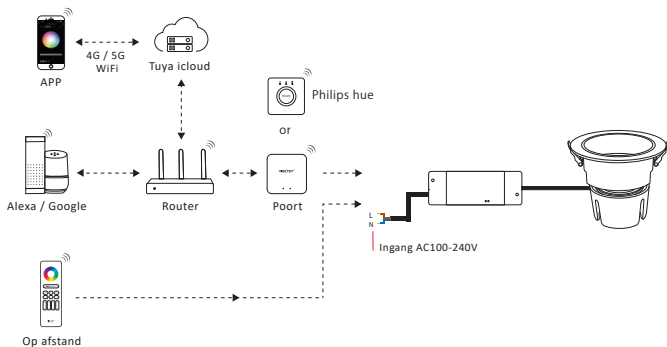 4G / 5G
WiFi
APP
Tuya icloud
Philips hue
or
Alexa / Google
Router
Poort
L
N
Ingang AC100-240V
Op afstand